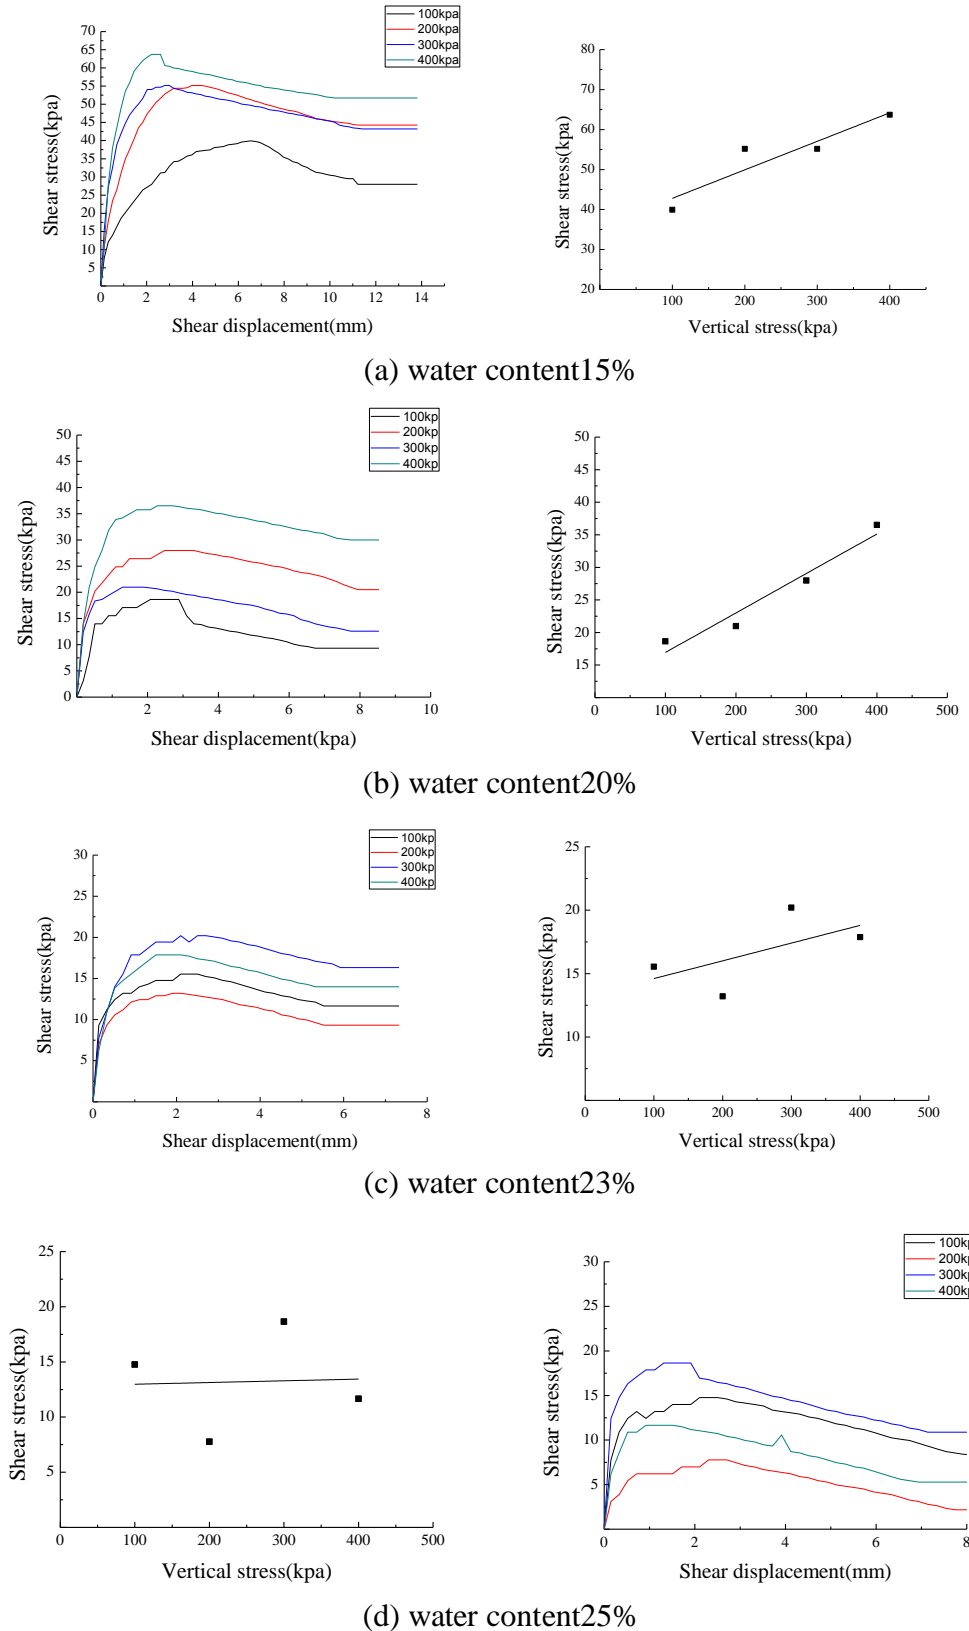 100kpa
200kpa
300kpa
400kpa
70
65
60
55
50
45
40
35
30
25
20
15
10
5
0 2 4 6 8 10 12 14
Shear stress(kpa)
Shear displacement(mm)
80
70
60
50
40
30
20
100 200 300 400
Shear stress(kpa)
Vertical stress(kpa)
(a) water content15%
100kp
200kp
300kp
400kp
50
45
40
35
30
25
20
15
10
5
0
0 2 4 6 8 10
Shear stress(kpa)
Shear displacement(kpa)
50
45
40
35
30
25
20
15
0 100 200 300 400 500
Shear stress(kpa)
Vertical stress(kpa)
(b) water content20%
100kp
200kp
300kp
400kp
30
25
20
15
10
5
0 2 4 6 8
Shear stress(kpa)
Shear displacement(mm)
25
20
15
10
0 100 200 300 400 500
Shear stress(kpa)
Vertical stress(kpa)
(c) water content23%
25
20
15
10
5
0 100 200 300 400 500
Shear stress(kpa)
Vertical stress(kpa)
100kp
200kp
300kp
400kp
30
25
20
15
10
5
0 2 4 6 8
Shear stress(kpa)
Shear displacement(mm)
(d) water content25%